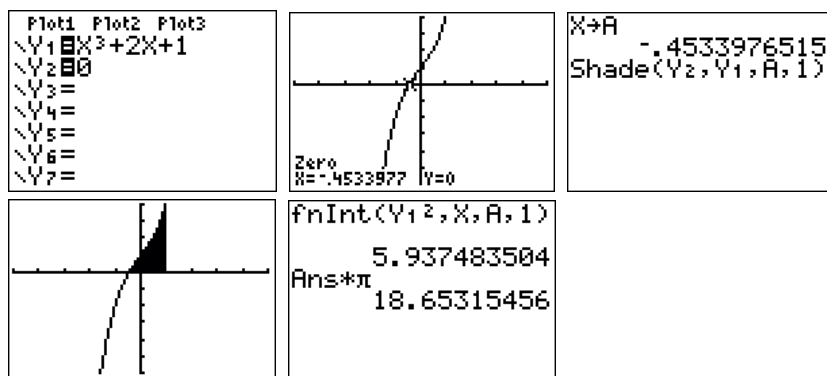 Plot1 Plot2 Plot3
\Y₁=X³+2X+1
\Y₂=0
\Y₃=
\Y₄=
\Y₅=
\Y₆=
\Y₇=
Zero
X=-.4533977 Y=0
X→A
-.4533976515
Shade(Y₂,Y₁,A,1)
fnInt(Y₁²,X,A,1)
5.937483504
Ans*π
18.65315456